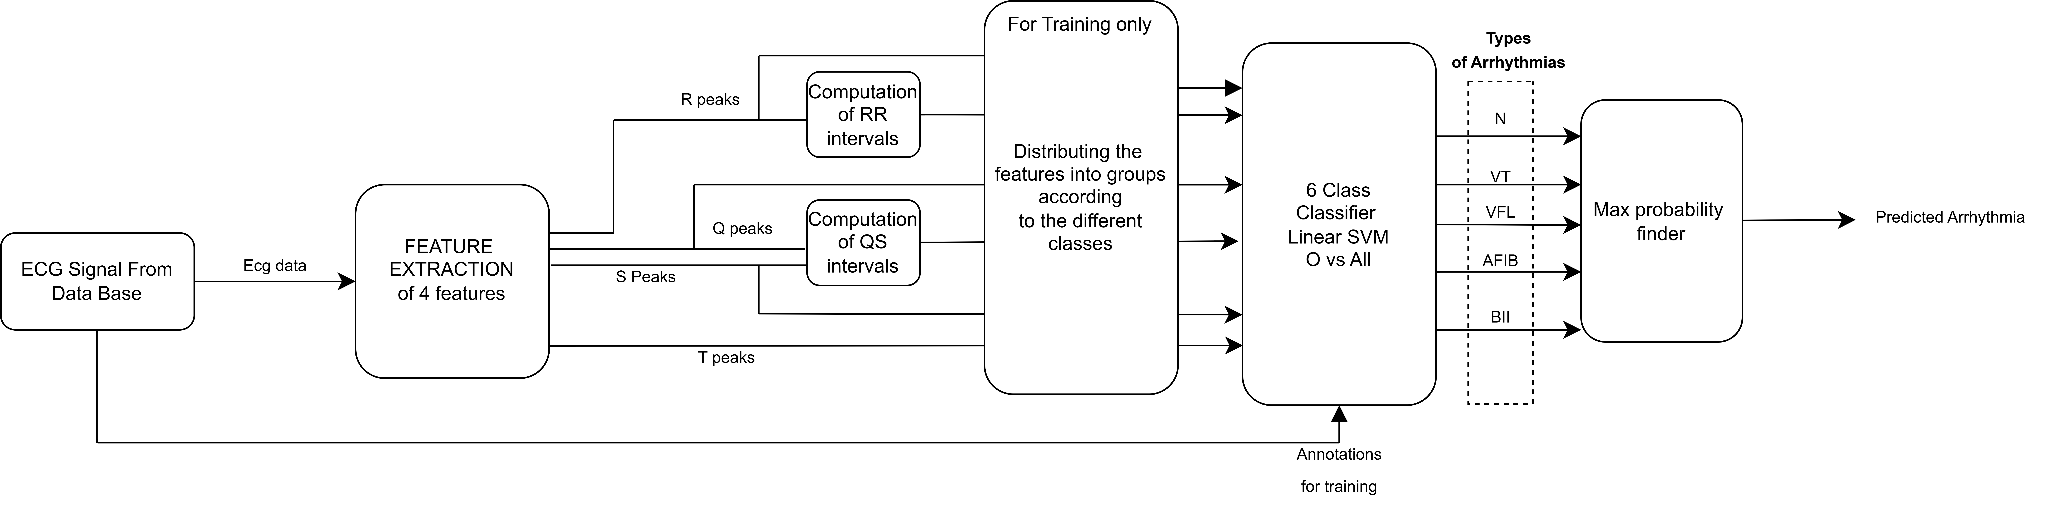 ECG Signal From
Data Base
Ecg data
FEATURE
EXTRACTION
of 4 features
R peaks
Q peaks
S Peaks
T peaks
Computation
of RR
intervals
Computation
of QS
intervals
For Training only
Distributing the
features into groups
according
to the different
classes
6 Class
Classifier
Linear SVM
O vs All
Annotations
for training
Types
of Arrhythmias
N
VT
VFL
AFIB
BII
Max probability
finder
Predicted Arrhythmia